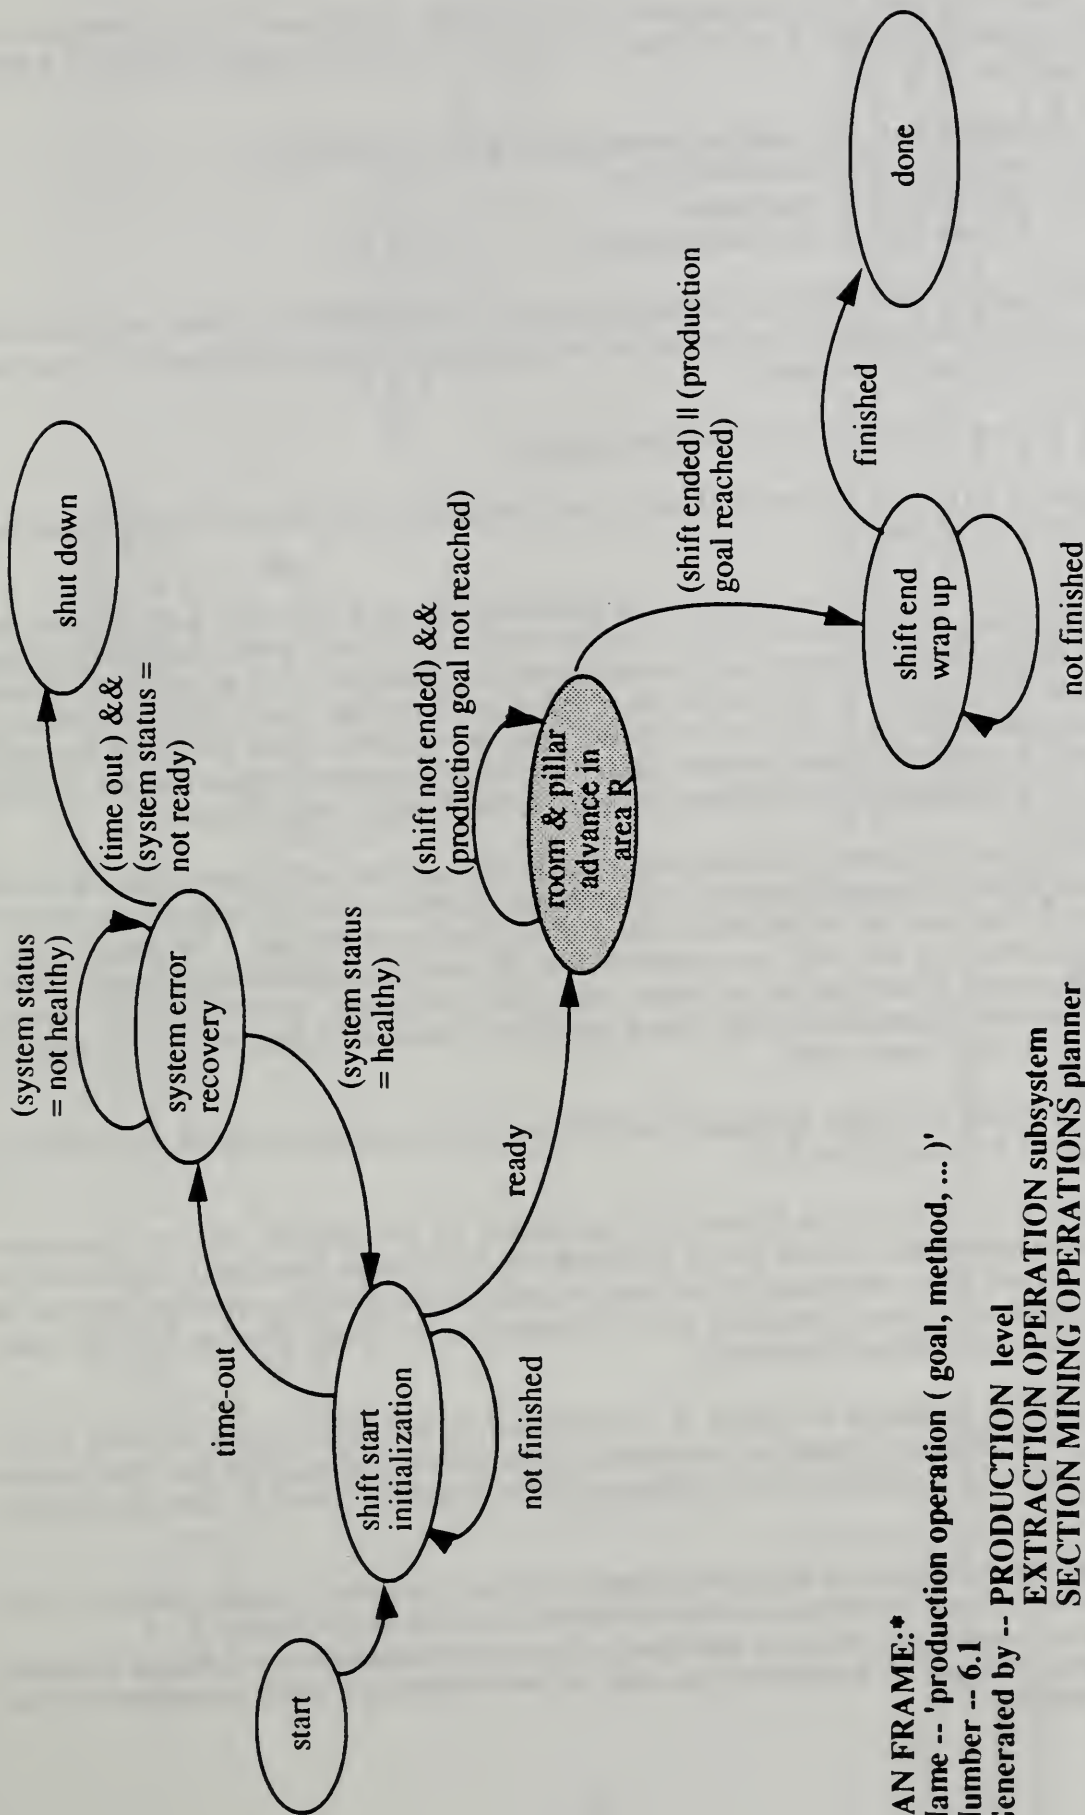 (system status
= not healthy)
shut down
(time out ) &&
(system status =
not ready)
system error
recovery
time-out
(system status
= healthy)
start
shift start
initialization
not finished
ready
(shift not ended) &&
(production goal not reached)
room & pillar
advance in
area R
(shift ended) || (production
goal reached)
finished
done
shift end
wrap up
not finished
AN FRAME:*
ame -- 'production operation ( goal, method, ... )'
umber -- 6.1
enerated by -- PRODUCTION level
EXTRACTION OPERATION subsystem
SECTION MINING OPERATIONS planner